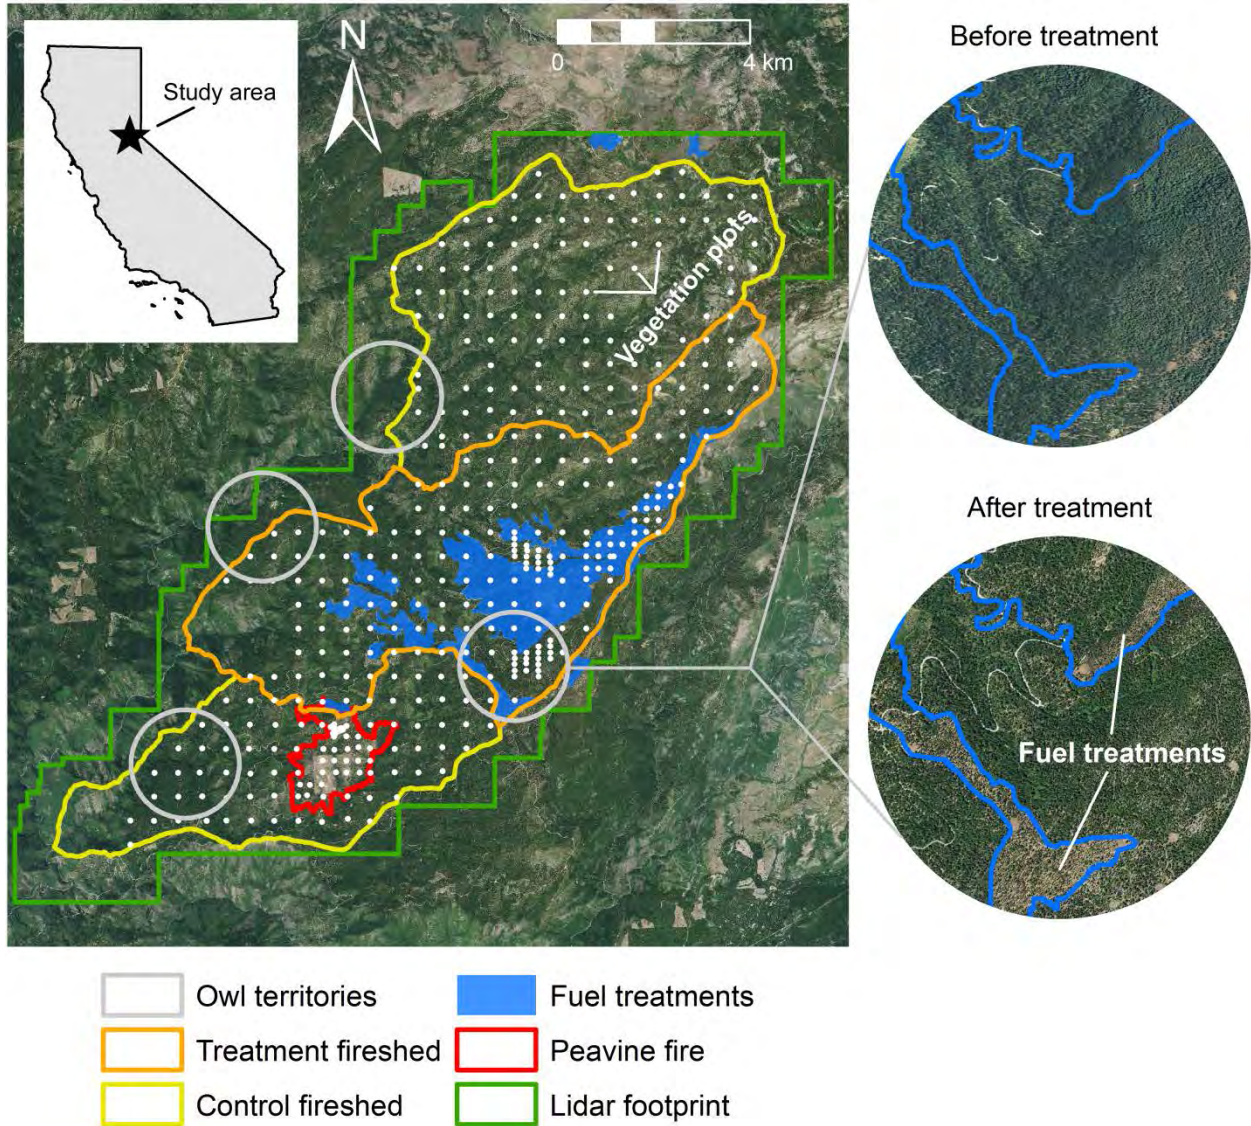 N
0
4 km
Study area
Vegetation plots
Before treatment
After treatment
Fuel treatments
Owl territories
Fuel treatments
Treatment fireshed
Peavine fire
Control fireshed
Lidar footprint